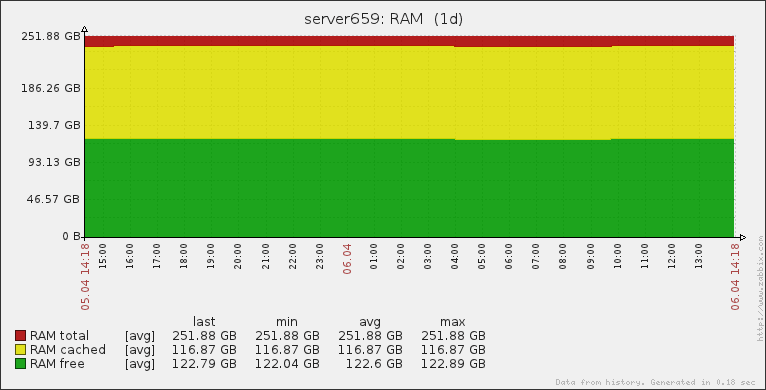 server659: RAM (1d)
251.88 GB
186.26 GB
139.7 GB
93.13 GB
46.57 GB
0 B
05.04 14:18 15:00 16:00 17:00 18:00 19:00 20:00 21:00 22:00 23:00 06.04 01:00 02:00 03:00 04:00 05:00 06:00 07:00 08:00 09:00 10:00 11:00 12:00 13:00 06.04 14:18
last min avg max
RAM total [avg] 251.88 GB 251.88 GB 251.88 GB 251.88 GB
RAM cached [avg] 116.87 GB 116.87 GB 116.87 GB 116.87 GB
RAM free [avg] 122.79 GB 122.04 GB 122.6 GB 122.89 GB
http://www.zabbix.com
Data from history. Generated in 0.18 sec